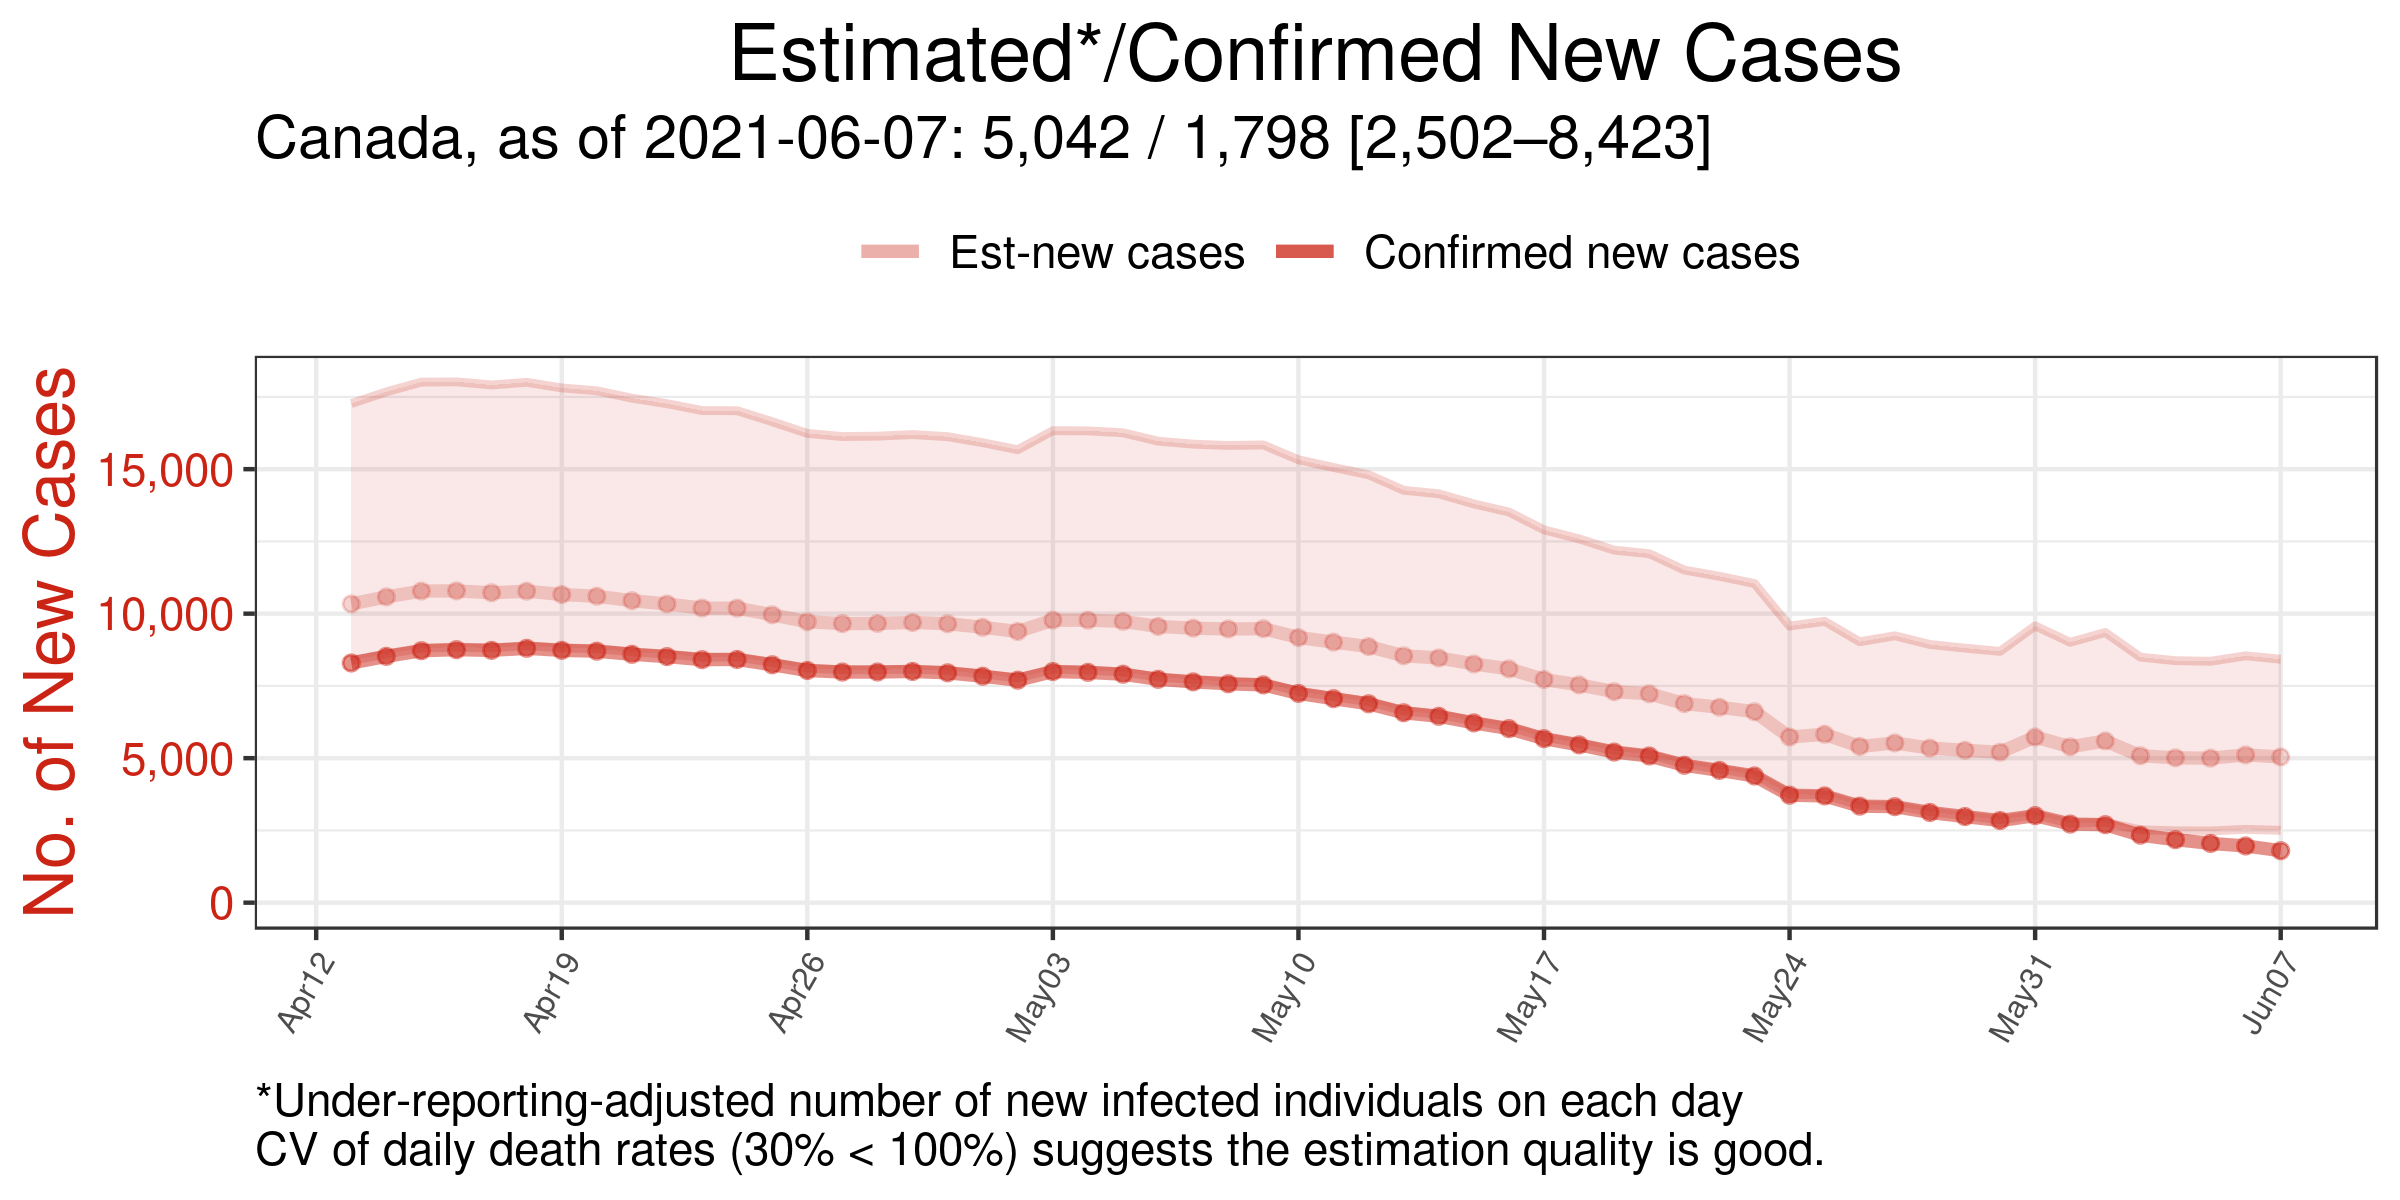 Estimated*/Confirmed New Cases
Canada, as of 2021-06-07: 5,042 / 1,798 [2,502–8,423]
Est-new cases
Confirmed new cases
No. of New Cases
15,000
10,000
5,000
0
Apr12
Apr19
Apr26
May03
May10
May17
May24
May31
Jun07
*Under-reporting-adjusted number of new infected individuals on each day
CV of daily death rates (30% < 100%) suggests the estimation quality is good.